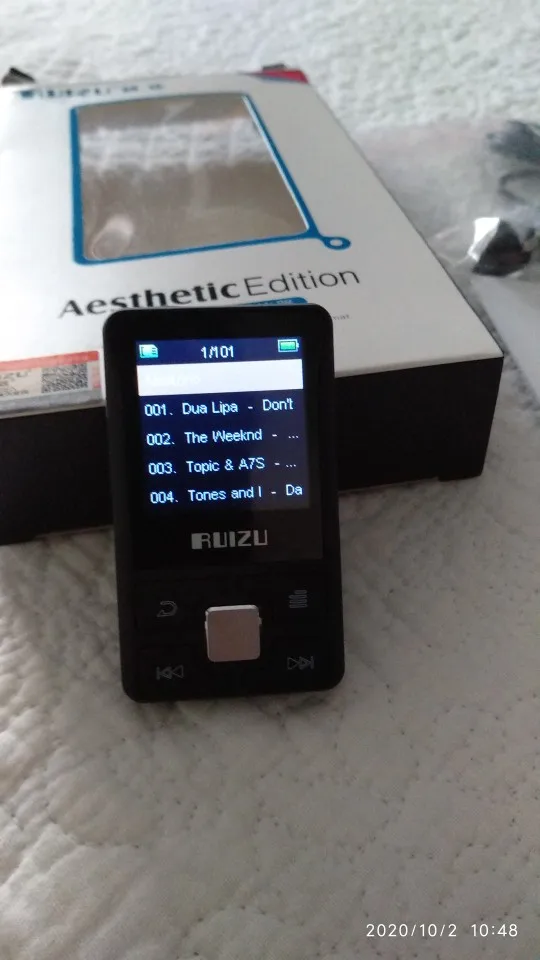 RUIZU
Aesthetic Edition
1/101
001. Dua Lipa - Don't
002. The Weeknd - ...
003. Topic & A7S - ...
004. Tones and I - Da
RUIZU
2020/10/2 10:48